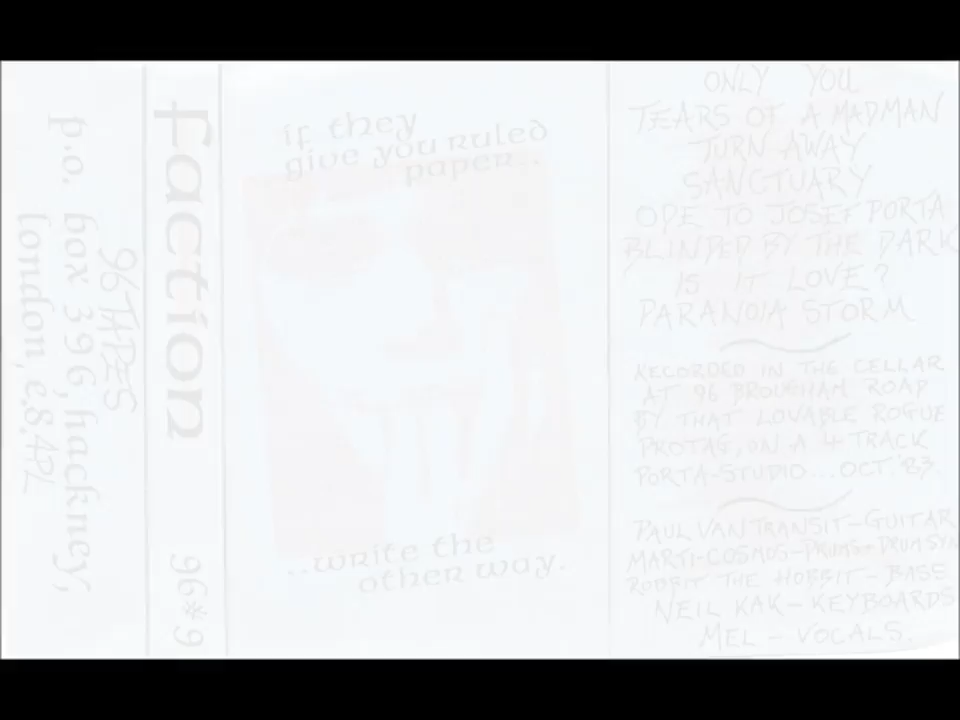 p.o. box 396, hackney,
london, e.8.4PL
96 TAPES
faction
96*9
if they
give you ruled
paper...
..write the
other way.
ONLY YOU
TEARS OF A MADMAN
TURN AWAY
SANCTUARY
ODE TO JOSEF PORTA
BLINDED BY THE DARK
IS IT LOVE?
PARANOIA STORM
RECORDED IN THE CELLAR
AT 96 BROUGHAM ROAD
BY THAT LOVABLE ROGUE
PROTAG, ON A 4 TRACK
PORTA-STUDIO...OCT. '83.
PAUL VAN TRANSIT - GUITAR
MARTI-COSMOS - DRUMS - DRUM SYN
ROBBIT THE HOBBIT - BASS
NEIL KAK - KEYBOARDS
MEL - VOCALS.